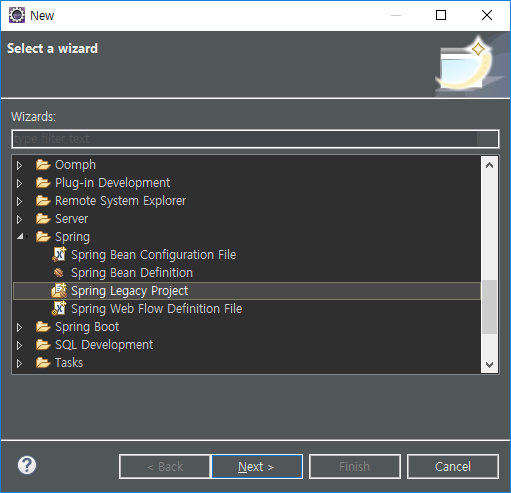 New
Select a wizard
Wizards:
type filter text
Oomph
Plug-in Development
Remote System Explorer
Server
Spring
Spring Bean Configuration File
Spring Bean Definition
Spring Legacy Project
Spring Web Flow Definition File
Spring Boot
SQL Development
Tasks
< Back Next > Finish Cancel